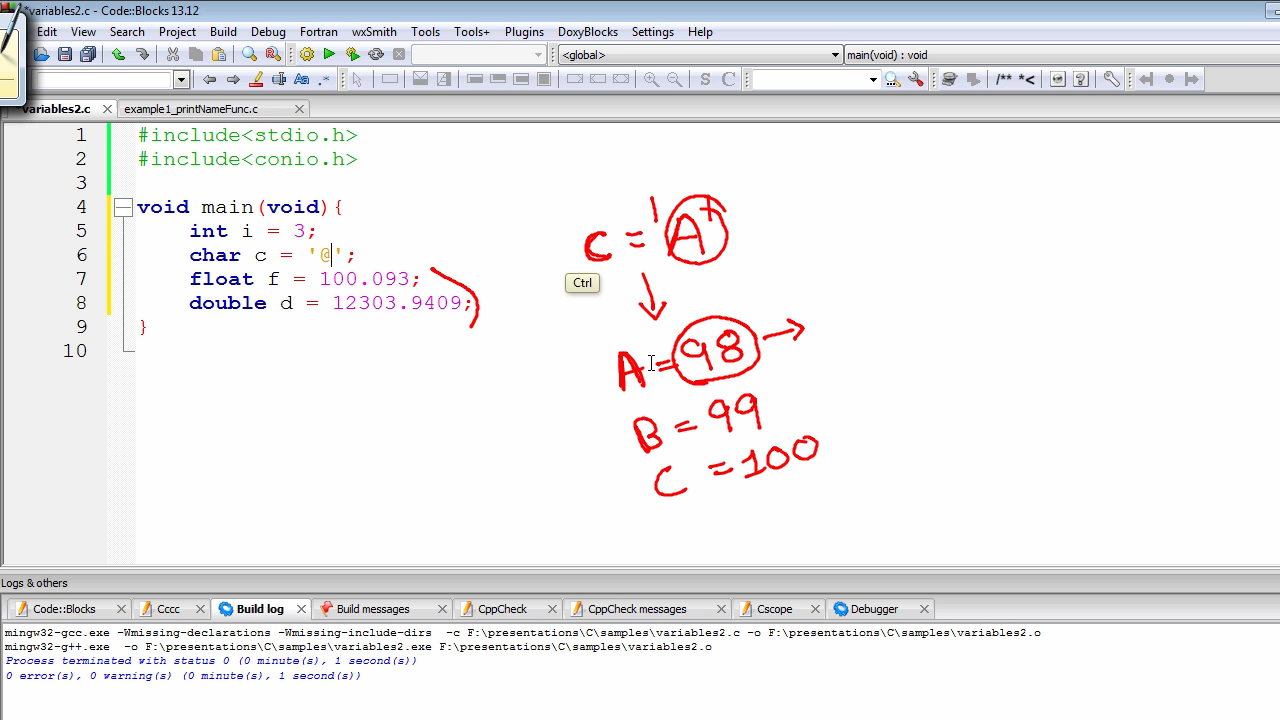 *variables2.c - Code::Blocks 13.12
Edit View Search Project Build Debug Fortran wxSmith Tools Tools+ Plugins DoxyBlocks Settings Help
<global> main(void) : void
Aa .* S C /** *<
variables2.c example1_printNameFunc.c
1 #include<stdio.h>
2 #include<conio.h>
3
4 void main(void){
5 int i = 3;
6 char c = '@';
7 float f = 100.093;
8 double d = 12303.9409;
9 }
10
c = 'A'
Ctrl
A = 98
B = 99
C = 100
Logs & others
Code::Blocks Cccc Build log Build messages CppCheck CppCheck messages Cscope Debugger
mingw32-gcc.exe -Wmissing-declarations -Wmissing-include-dirs -c F:\presentations\C\samples\variables2.c -o F:\presentations\C\samples\variables2.o
mingw32-g++.exe -o F:\presentations\C\samples\variables2.exe F:\presentations\C\samples\variables2.o
Process terminated with status 0 (0 minute(s), 1 second(s))
0 error(s), 0 warning(s) (0 minute(s), 1 second(s))